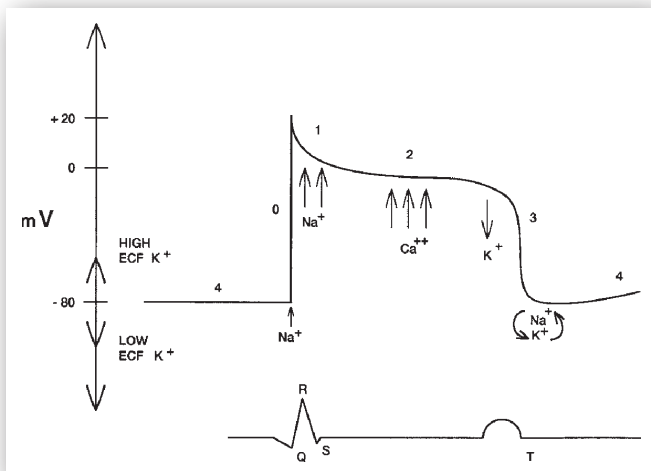 +20
0
mV
HIGH
ECF K+
-80
LOW
ECF K+
4
0
1
Na+
Na+
2
Ca++
K+
3
4
Na+
K+
R
Q
S
T